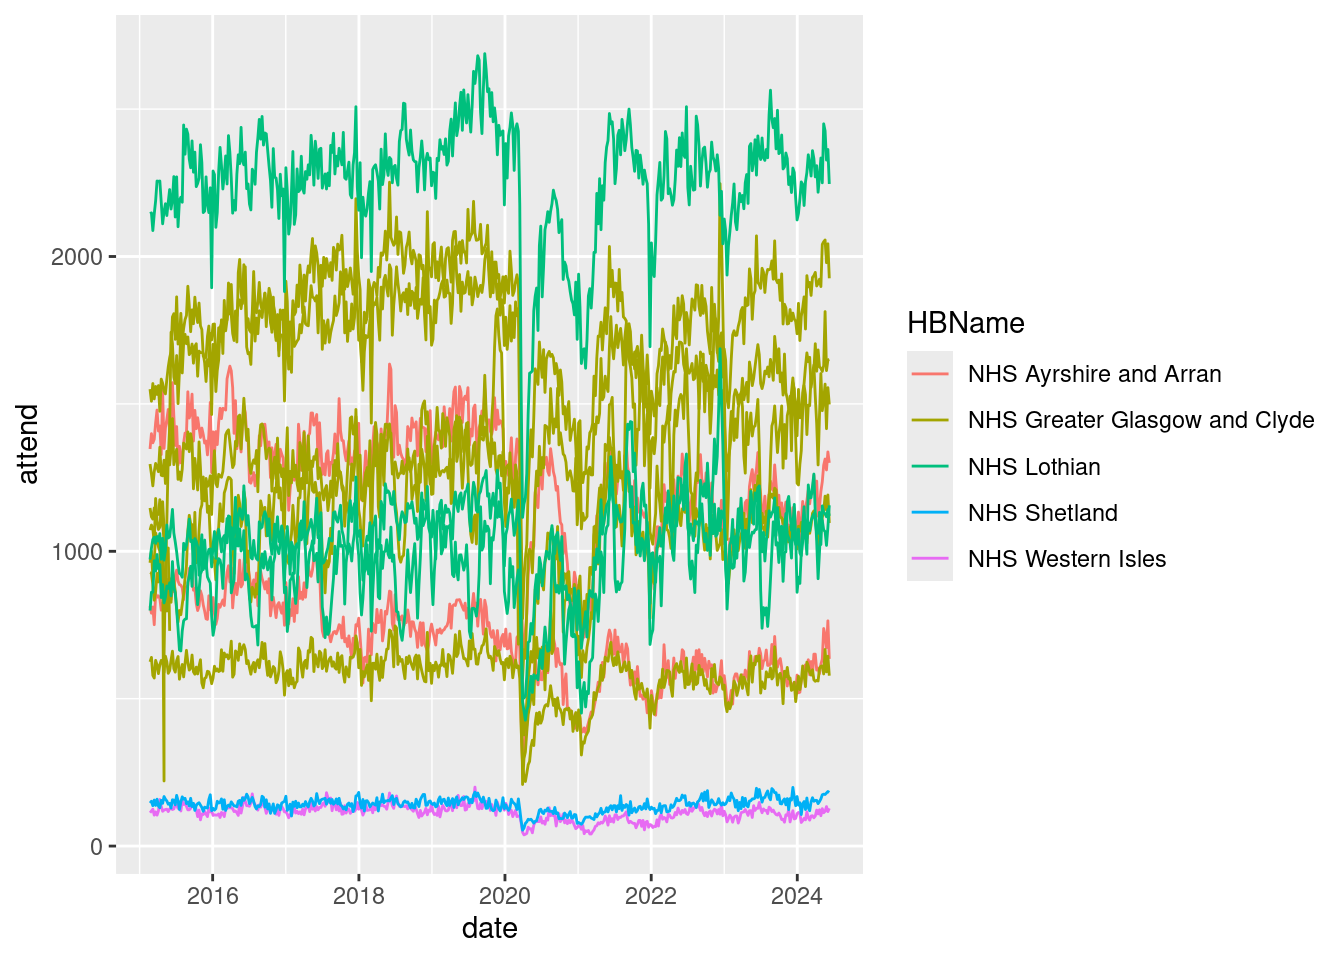 attend
2000
1000
0
2016
2018
2020
2022
2024
date
HBName
NHS Ayrshire and Arran
NHS Greater Glasgow and Clyde
NHS Lothian
NHS Shetland
NHS Western Isles